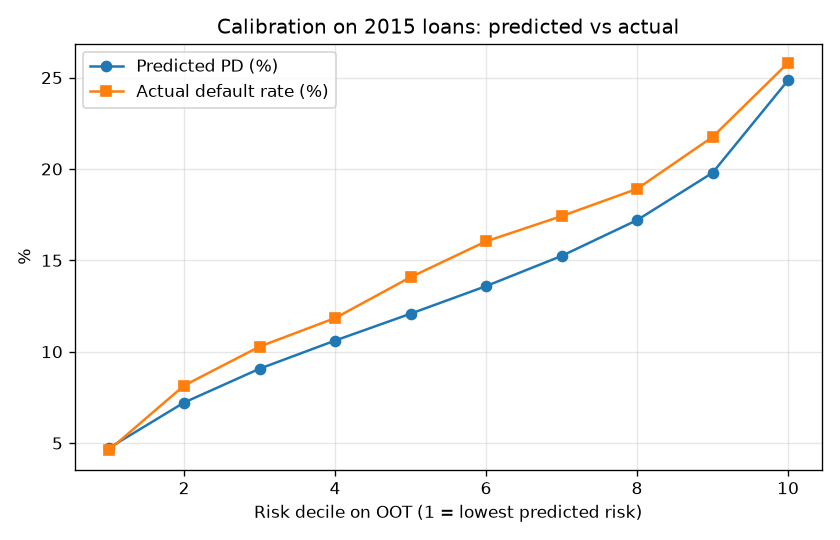 Calibration on 2015 loans: predicted vs actual
Predicted PD (%)
Actual default rate (%)
25
20
15
10
5
%
2 4 6 8 10
Risk decile on OOT (1 = lowest predicted risk)